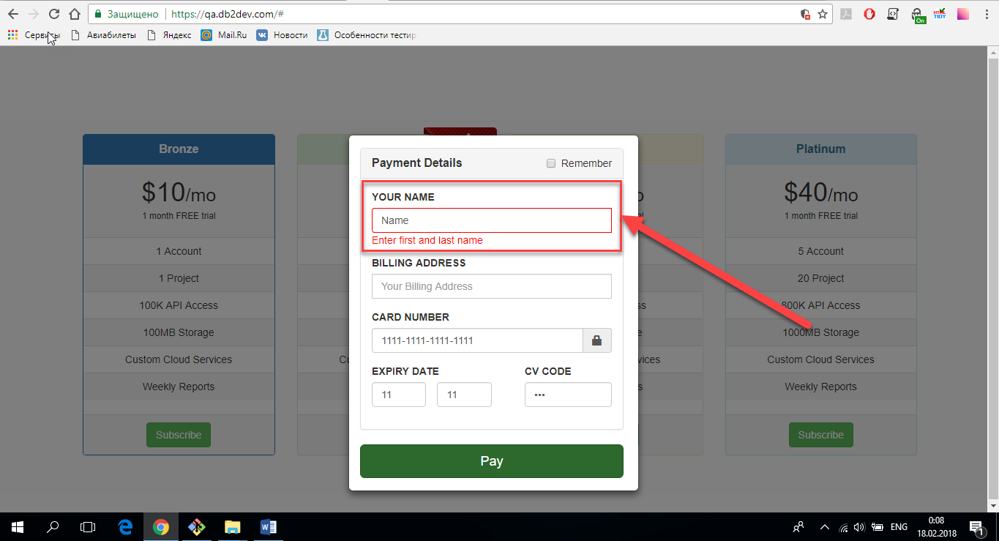 Защищено https://qa.db2dev.com/#
On
HTML TIDY
Сервисы Авиабилеты Яндекс Mail.Ru Новости Особенности тестир
Bronze
$10/mo
1 month FREE trial
1 Account
1 Project
100K API Access
100MB Storage
Custom Cloud Services
Weekly Reports
Subscribe
Payment Details
Remember
YOUR NAME
Name
Enter first and last name
BILLING ADDRESS
Your Billing Address
CARD NUMBER
1111-1111-1111-1111
EXPIRY DATE
CV CODE
11 11 •••
Pay
Platinum
$40/mo
1 month FREE trial
5 Account
20 Project
800K API Access
1000MB Storage
Custom Cloud Services
Weekly Reports
Subscribe
ENG
0:08
18.02.2018
1